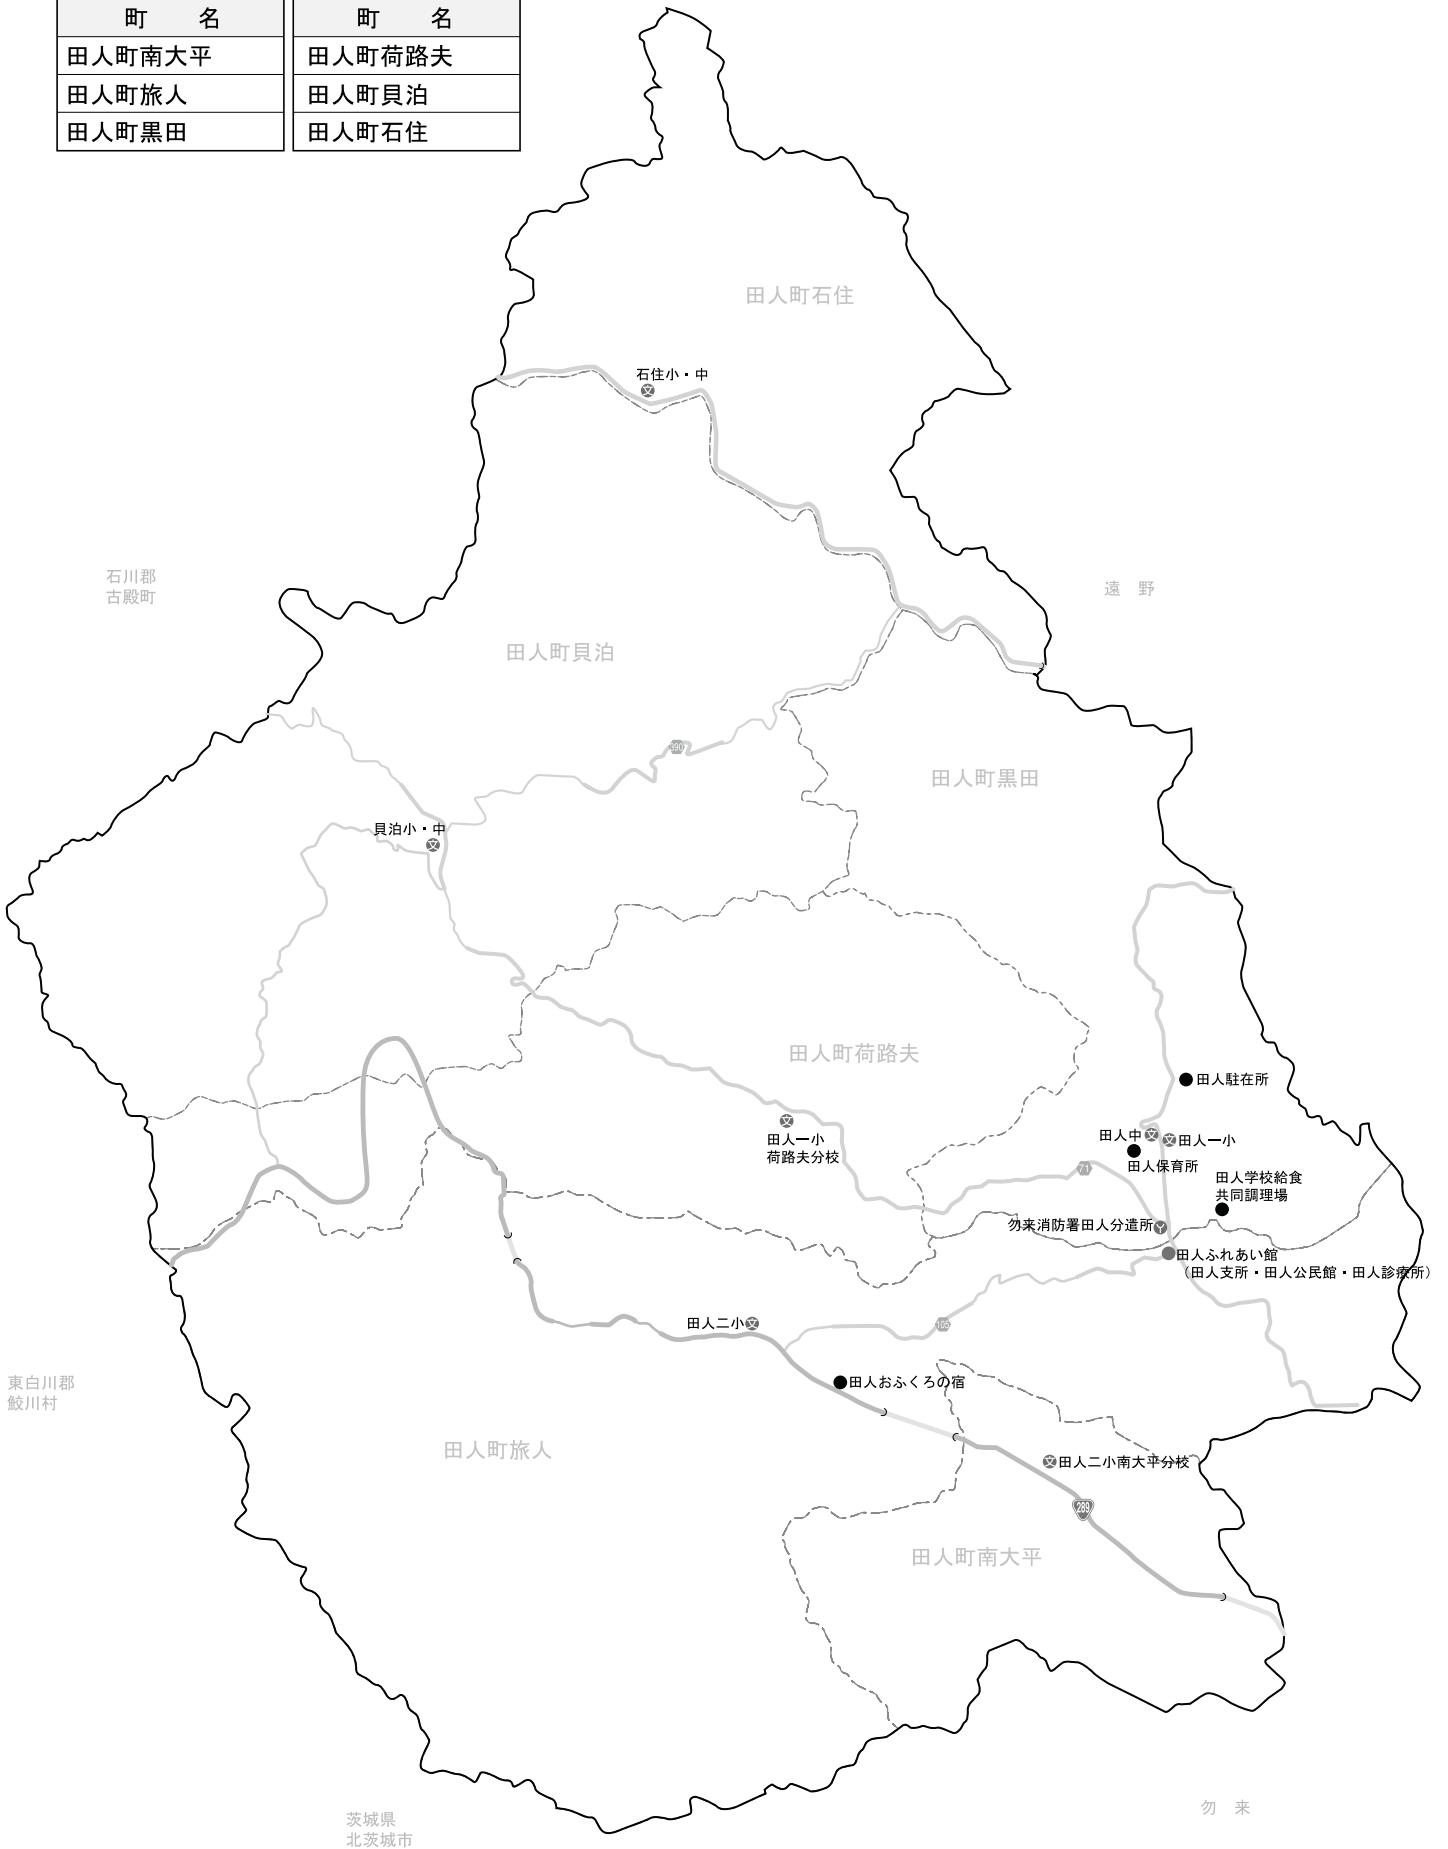 町　名
町　名
田人町南大平
田人町荷路夫
田人町旅人
田人町貝泊
田人町黒田
田人町石住
田人町石住
石住小・中
石川郡
古殿町
遠　野
田人町貝泊
390
田人町黒田
貝泊小・中
田人町荷路夫
田人駐在所
田人一小
荷路夫分校
田人中
田人一小
田人保育所
71
田人学校給食
共同調理場
勿来消防署田人分遣所
田人ふれあい館
（田人支所・田人公民館・田人診療所）
田人二小
195
東白川郡
鮫川村
田人おふくろの宿
田人町旅人
田人二小南大平分校
289
田人町南大平
茨城県
北茨城市
勿　来